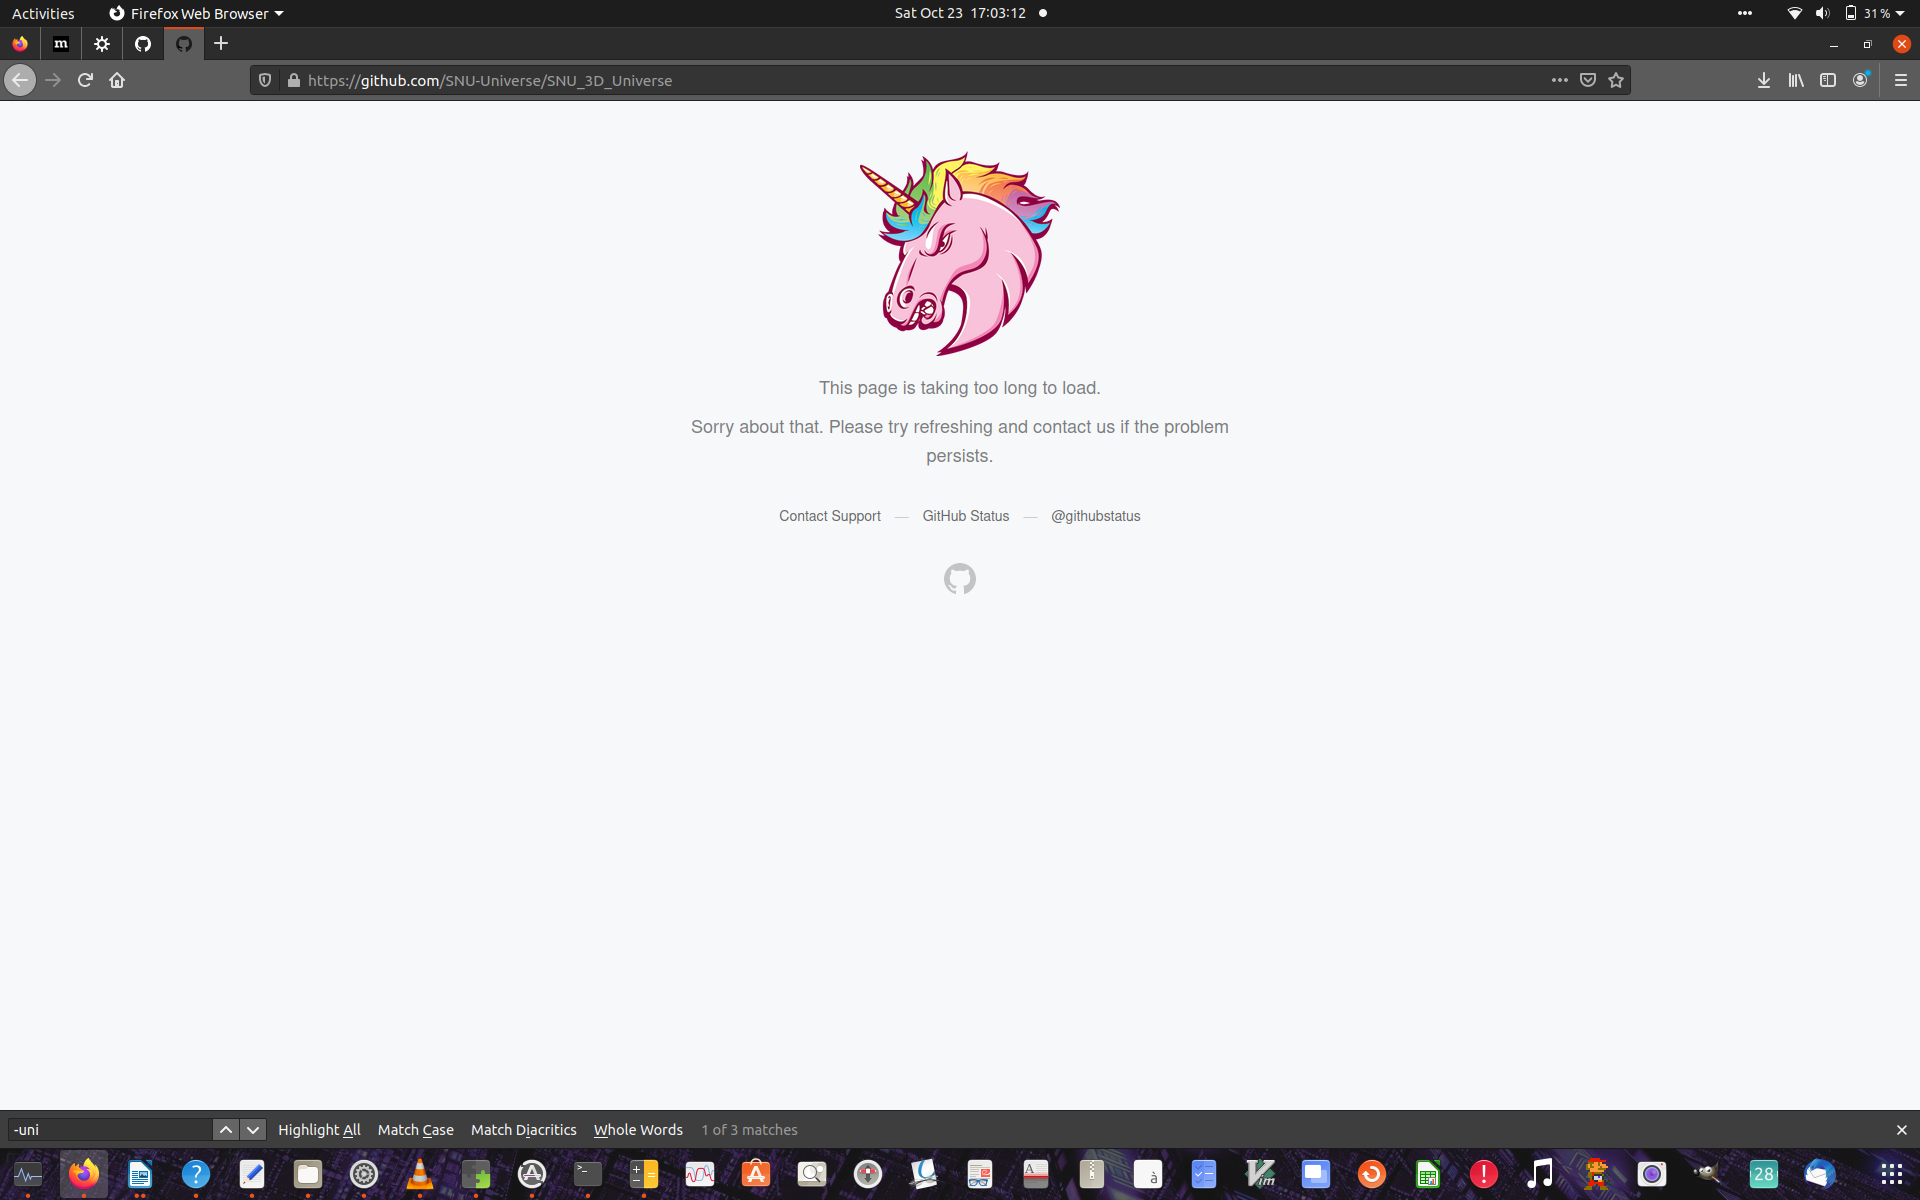 Activities
Firefox Web Browser
Sat Oct 23 17:03:12
31 %
m
https://github.com/SNU-Universe/SNU_3D_Universe
This page is taking too long to load.
Sorry about that. Please try refreshing and contact us if the problem
persists.
Contact Support — GitHub Status — @githubstatus
-uni
Highlight All
Match Case
Match Diacritics
Whole Words
1 of 3 matches
?
>_
A
à
Vim
!
28